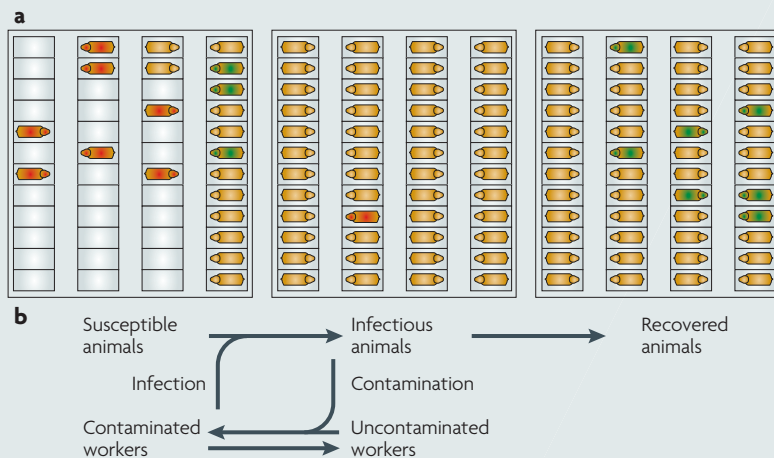 a
b
Susceptible
animals
Infectious
animals
Recovered
animals
Infection
Contamination
Contaminated
workers
Uncontaminated
workers